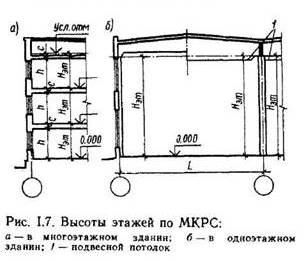 а)
Усл. отм
б)
1
с
h
Hэт
с
h
Hэт
с
h
Hэт
0.000
Hэт
0.000
Hэт
L
Рис. I.7. Высоты этажей по МКРС:
а — в многоэтажном здании; б — в одноэтажном
здании; 1 — подвесной потолок